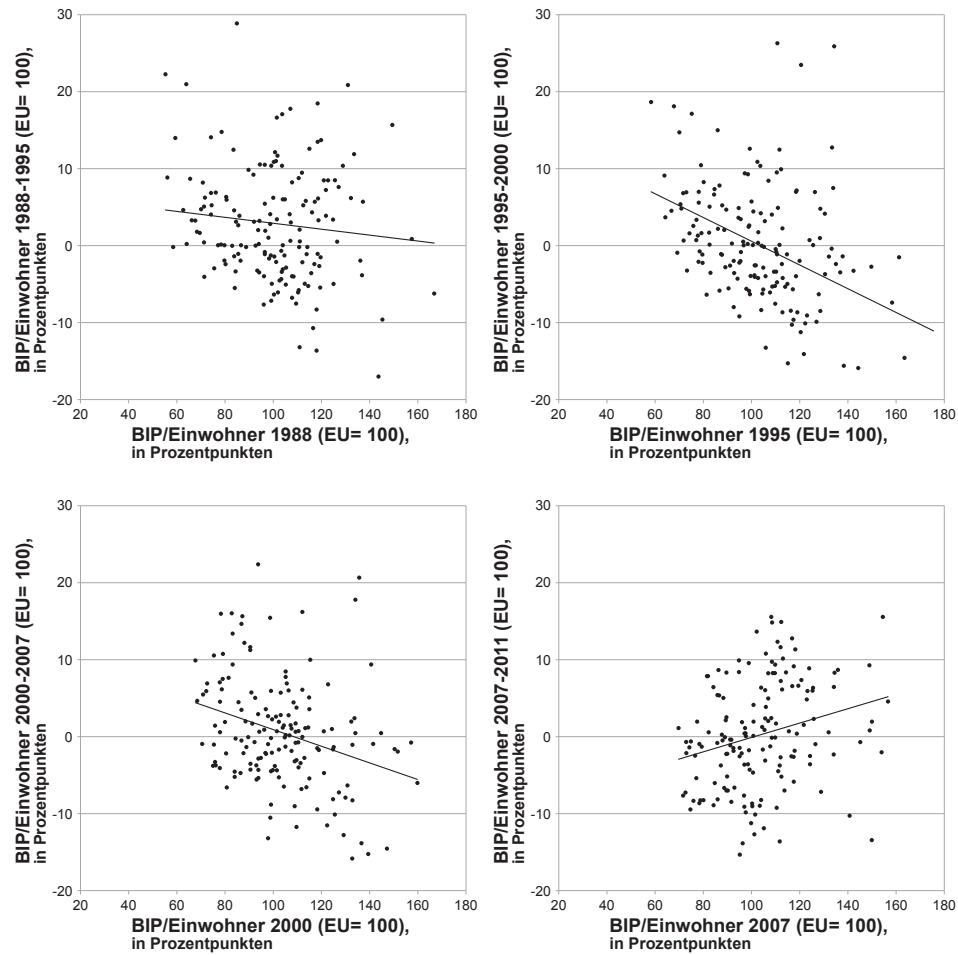 30
20
10
0
-10
-20
20 40 60 80 100 120 140 160 180
BIP/Einwohner 1988-1995 (EU= 100),
in Prozentpunkten
BIP/Einwohner 1988 (EU= 100),
in Prozentpunkten
30
20
10
0
-10
-20
20 40 60 80 100 120 140 160 180
BIP/Einwohner 1995-2000 (EU= 100),
in Prozentpunkten
BIP/Einwohner 1995 (EU= 100),
in Prozentpunkten
30
20
10
0
-10
-20
20 40 60 80 100 120 140 160 180
BIP/Einwohner 2000-2007 (EU= 100),
in Prozentpunkten
BIP/Einwohner 2000 (EU= 100),
in Prozentpunkten
30
20
10
0
-10
-20
20 40 60 80 100 120 140 160 180
BIP/Einwohner 2007-2011 (EU= 100),
in Prozentpunkten
BIP/Einwohner 2007 (EU= 100),
in Prozentpunkten